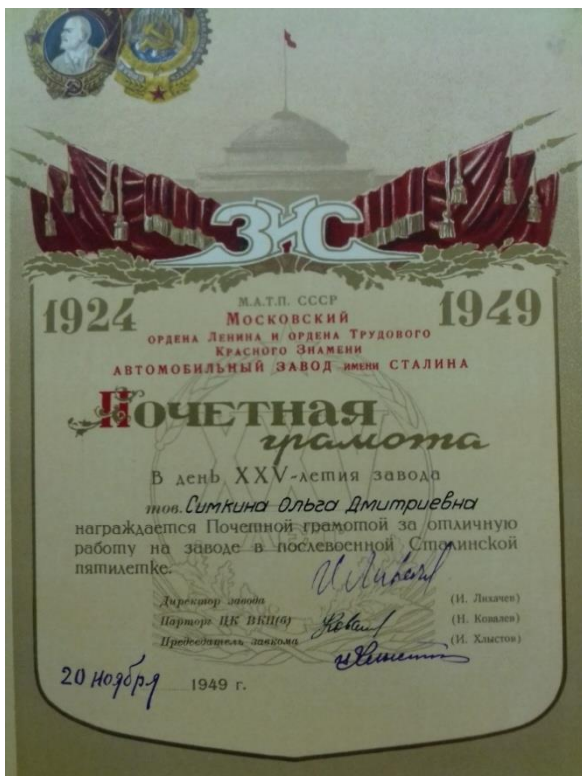 ЗИС
1924 1949
М.А.Т.П. СССР
Московский
ордена Ленина и ордена Трудового
Красного Знамени
автомобильный завод имени СТАЛИНА
Почетная
грамота
В день XXV-летия завода
тов. Симкина Ольга Дмитриевна
награждается Почетной грамотой за отличную
работу на заводе в послевоенной Сталинской
пятилетке.
Директор завода (И. Лихачев)
Парторг ЦК ВКП(б) (Н. Ковалев)
Председатель завкома (И. Хлыстов)
20 ноября 1949 г.